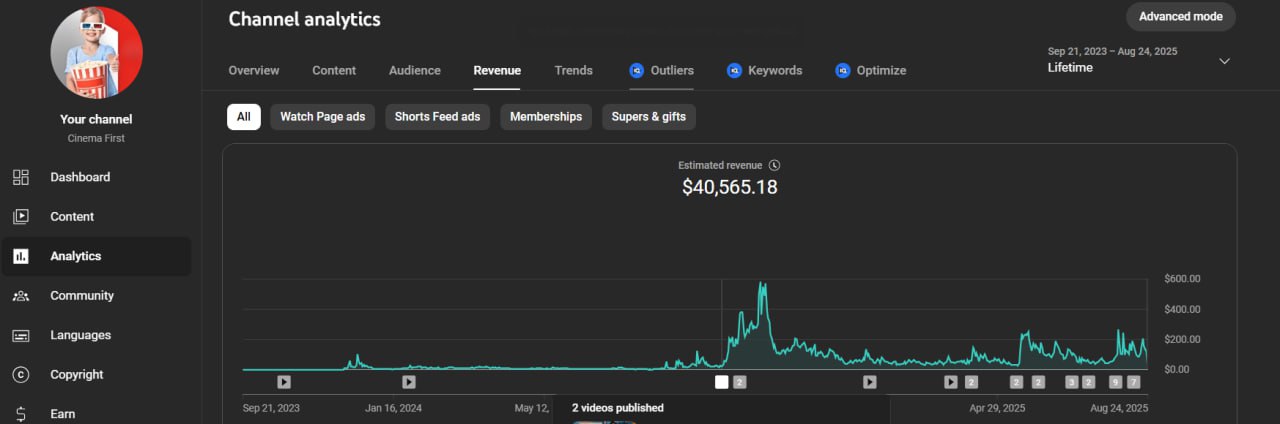 Channel analytics
Advanced mode
Sep 21, 2023 – Aug 24, 2025
Lifetime
Overview
Content
Audience
Revenue
Trends
Outliers
Keywords
Optimize
All
Watch Page ads
Shorts Feed ads
Memberships
Supers & gifts
Your channel
Cinema First
Dashboard
Content
Analytics
Community
Languages
Copyright
Earn
Estimated revenue
$40,565.18
$600.00
$400.00
$200.00
$0.00
2
2
2
2
3
2
9
7
Sep 21, 2023
Jan 16, 2024
May 12,
Apr 29, 2025
Aug 24, 2025
2 videos published